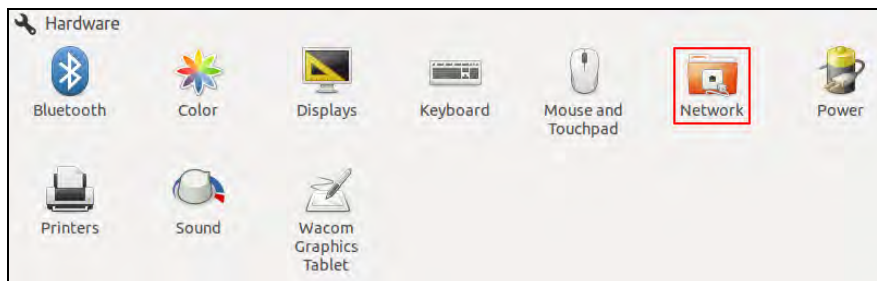 Hardware
Bluetooth
Color
Displays
Keyboard
Mouse and
Touchpad
Network
Power
Printers
Sound
Wacom
Graphics
Tablet